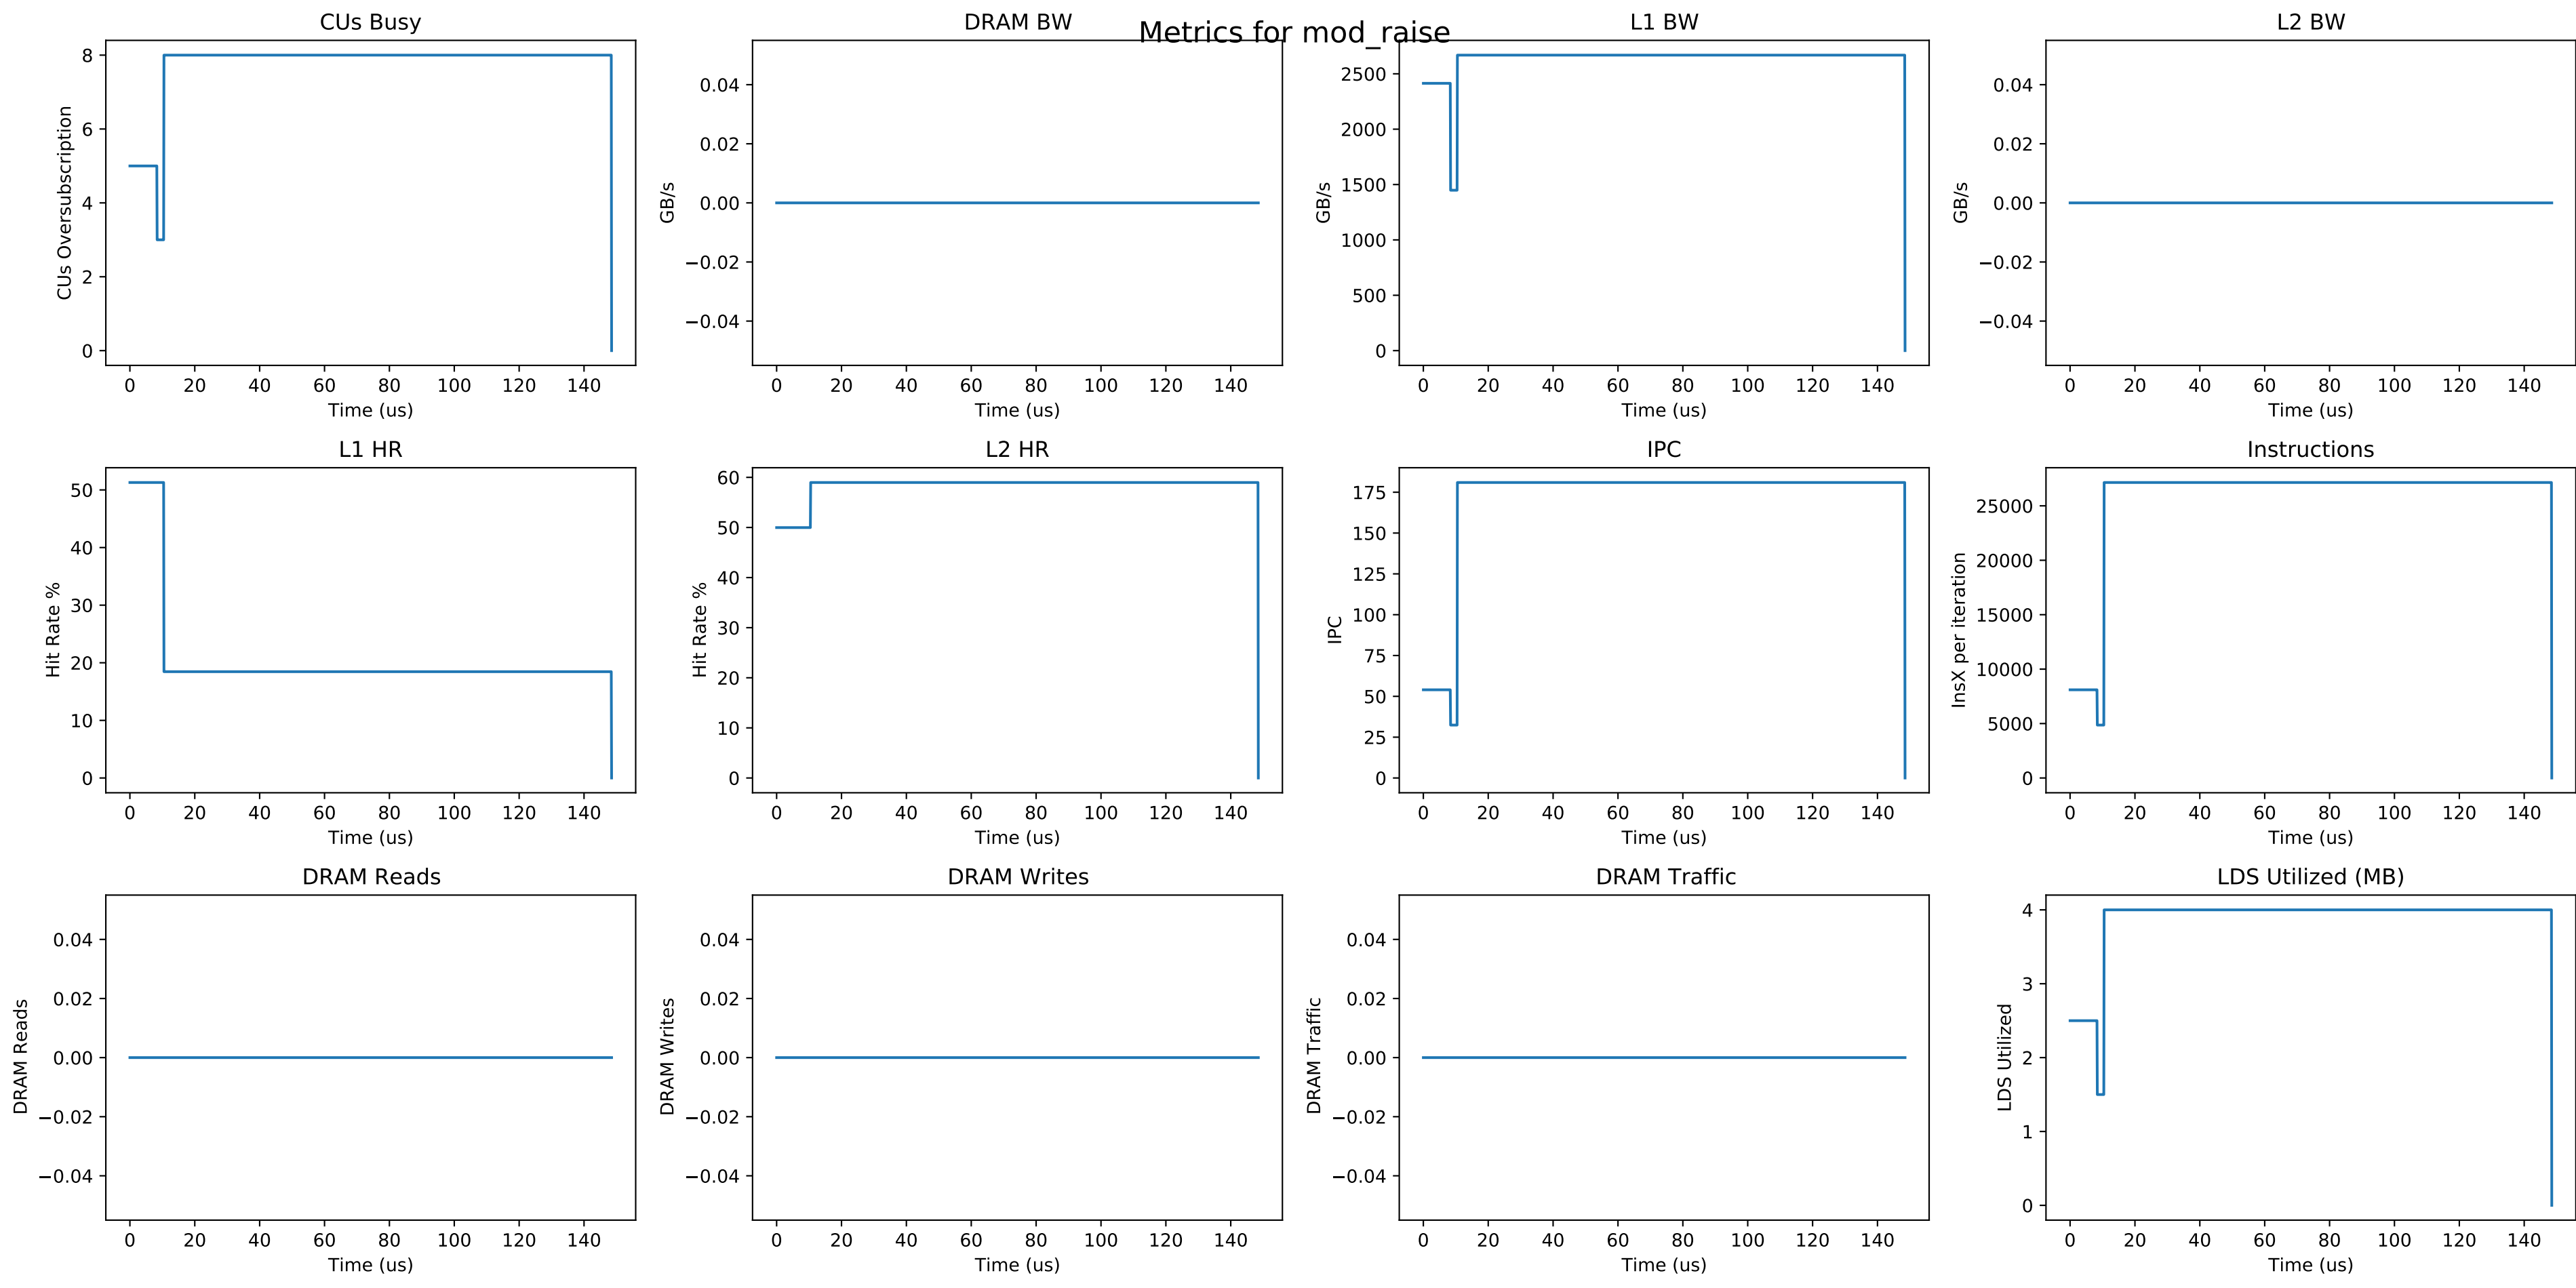 Metrics for mod_raise
CUs Busy
8
6
4
2
0
CUs Oversubscription
0 20 40 60 80 100 120 140
Time (us)
DRAM BW
0.04
0.02
0.00
−0.02
−0.04
GB/s
0 20 40 60 80 100 120 140
Time (us)
L1 BW
2500
2000
1500
1000
500
0
GB/s
0 20 40 60 80 100 120 140
Time (us)
L2 BW
0.04
0.02
0.00
−0.02
−0.04
GB/s
0 20 40 60 80 100 120 140
Time (us)
L1 HR
50
40
30
20
10
0
Hit Rate %
0 20 40 60 80 100 120 140
Time (us)
L2 HR
60
50
40
30
20
10
0
Hit Rate %
0 20 40 60 80 100 120 140
Time (us)
IPC
175
150
125
100
75
50
25
0
IPC
0 20 40 60 80 100 120 140
Time (us)
Instructions
25000
20000
15000
10000
5000
0
InsX per iteration
0 20 40 60 80 100 120 140
Time (us)
DRAM Reads
0.04
0.02
0.00
−0.02
−0.04
DRAM Reads
0 20 40 60 80 100 120 140
Time (us)
DRAM Writes
0.04
0.02
0.00
−0.02
−0.04
DRAM Writes
0 20 40 60 80 100 120 140
Time (us)
DRAM Traffic
0.04
0.02
0.00
−0.02
−0.04
DRAM Traffic
0 20 40 60 80 100 120 140
Time (us)
LDS Utilized (MB)
4
3
2
1
0
LDS Utilized
0 20 40 60 80 100 120 140
Time (us)